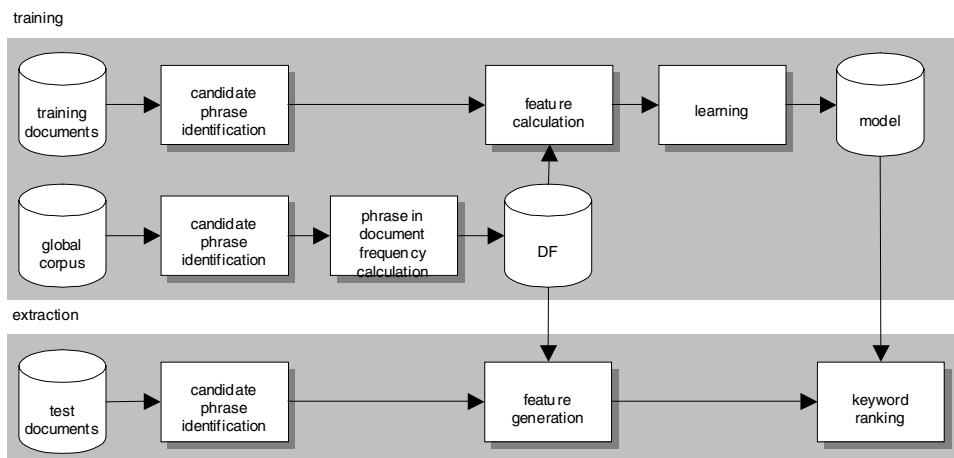 training
training
documents
candidate
phrase
identification
feature
calculation
learning
model
global
corpus
candidate
phrase
identification
phrase in
document
frequency
calculation
DF
extraction
test
documents
candidate
phrase
identification
feature
generation
keyword
ranking